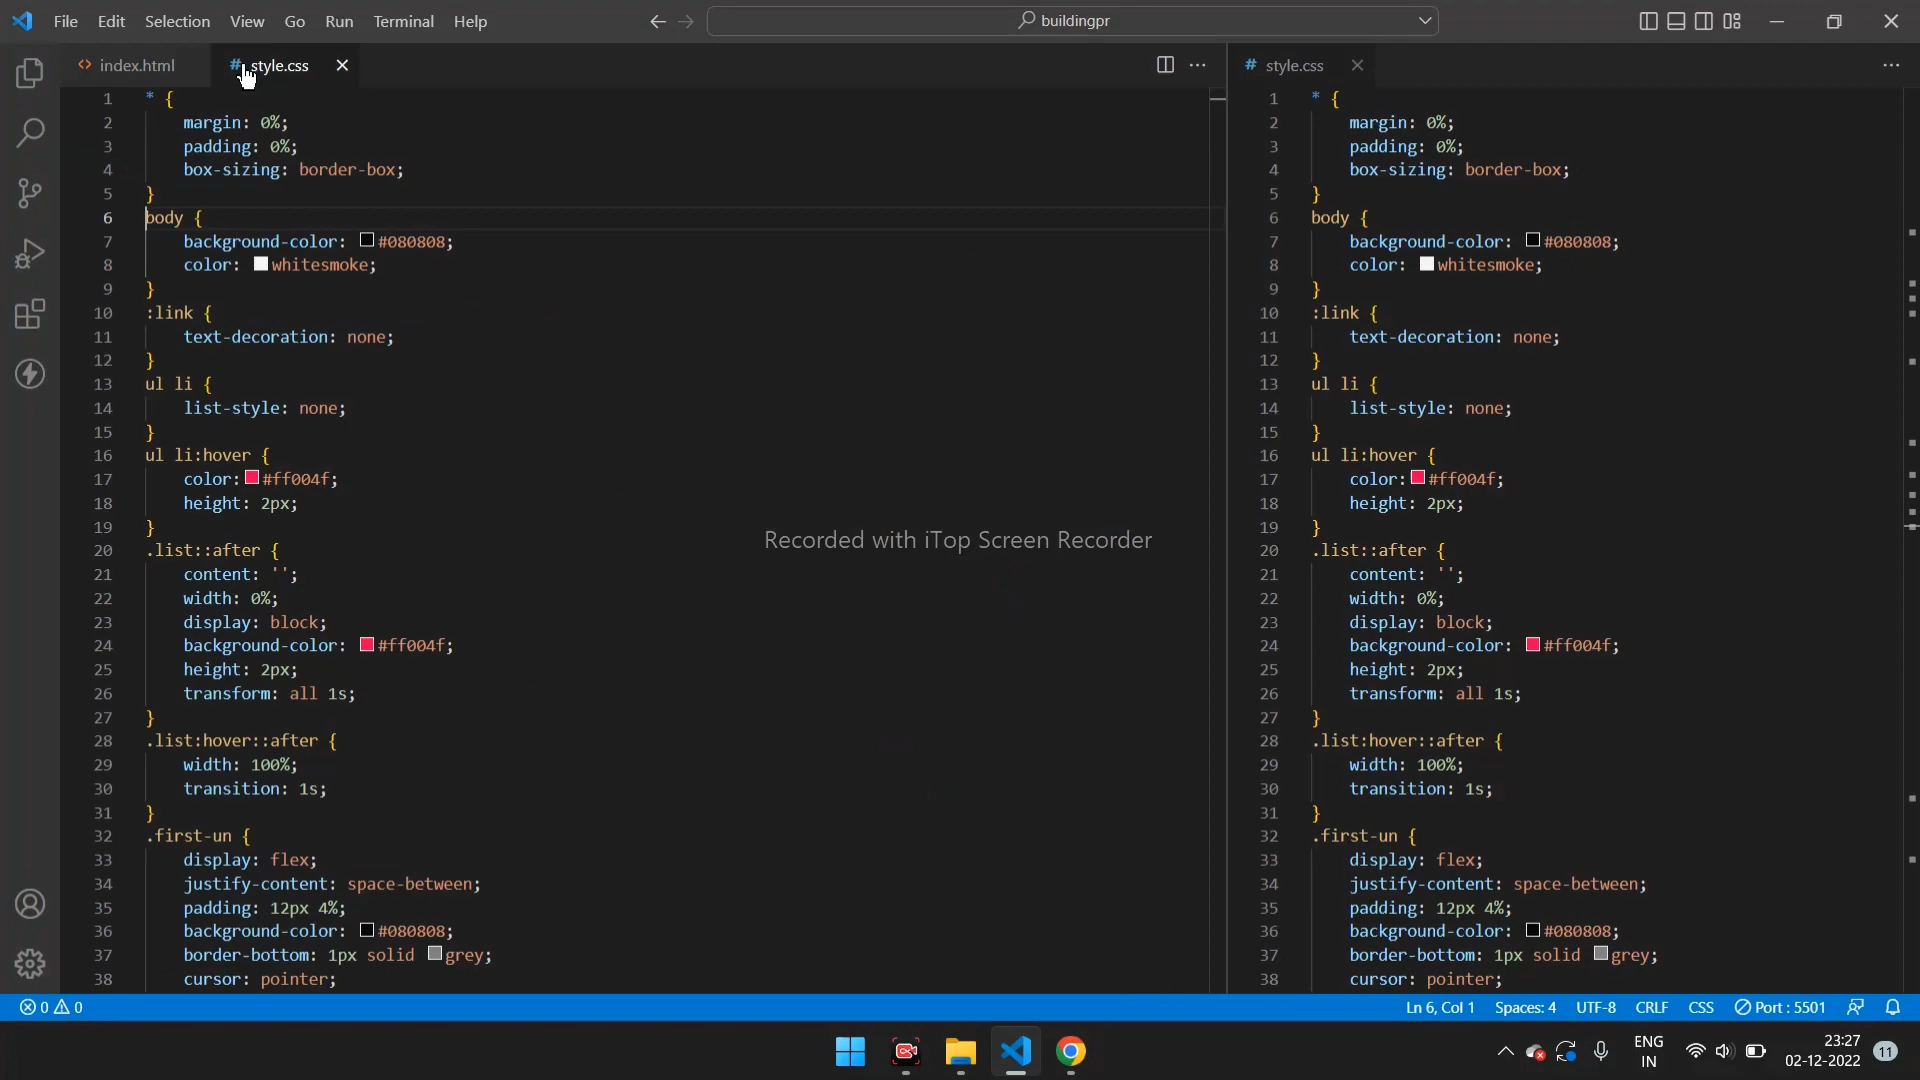 File Edit Selection View Go Run Terminal Help
buildingpr
index.html
# style.css
1 * {
2 margin: 0%;
3 padding: 0%;
4 box-sizing: border-box;
5 }
6 body {
7 background-color: #080808;
8 color: whitesmoke;
9 }
10 :link {
11 text-decoration: none;
12 }
13 ul li {
14 list-style: none;
15 }
16 ul li:hover {
17 color: #ff004f;
18 height: 2px;
19 }
20 .list::after {
21 content: '';
22 width: 0%;
23 display: block;
24 background-color: #ff004f;
25 height: 2px;
26 transform: all 1s;
27 }
28 .list:hover::after {
29 width: 100%;
30 transition: 1s;
31 }
32 .first-un {
33 display: flex;
34 justify-content: space-between;
35 padding: 12px 4%;
36 background-color: #080808;
37 border-bottom: 1px solid grey;
38 cursor: pointer;
Recorded with iTop Screen Recorder
# style.css
1 * {
2 margin: 0%;
3 padding: 0%;
4 box-sizing: border-box;
5 }
6 body {
7 background-color: #080808;
8 color: whitesmoke;
9 }
10 :link {
11 text-decoration: none;
12 }
13 ul li {
14 list-style: none;
15 }
16 ul li:hover {
17 color: #ff004f;
18 height: 2px;
19 }
20 .list::after {
21 content: '';
22 width: 0%;
23 display: block;
24 background-color: #ff004f;
25 height: 2px;
26 transform: all 1s;
27 }
28 .list:hover::after {
29 width: 100%;
30 transition: 1s;
31 }
32 .first-un {
33 display: flex;
34 justify-content: space-between;
35 padding: 12px 4%;
36 background-color: #080808;
37 border-bottom: 1px solid grey;
38 cursor: pointer;
0 0
Ln 6, Col 1 Spaces: 4 UTF-8 CRLF CSS Port : 5501
ENG
IN
23:27
02-12-2022
11